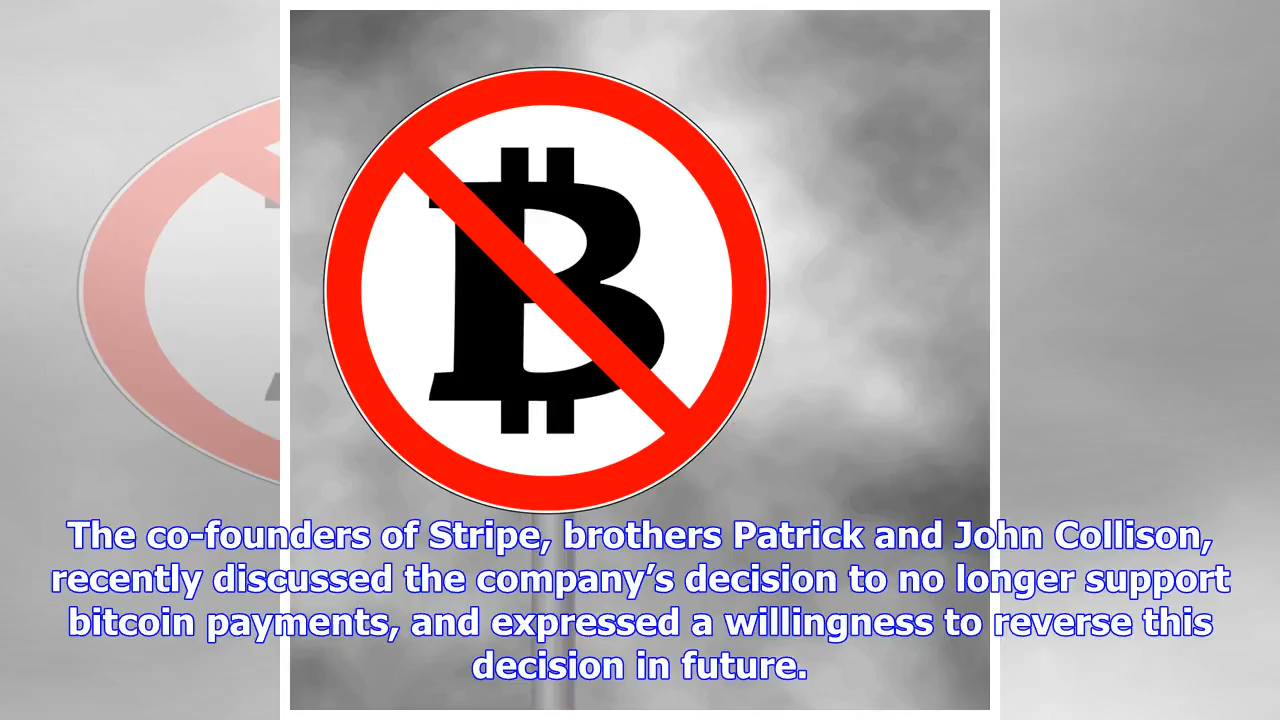 The co-founders of Stripe, brothers Patrick and John Collison,
recently discussed the company’s decision to no longer support
bitcoin payments, and expressed a willingness to reverse this
decision in future.